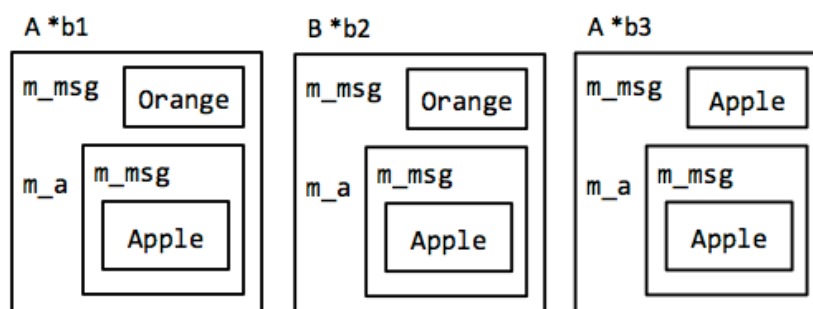 A *b1
m_msg
Orange
m_a
m_msg
Apple
B *b2
m_msg
Orange
m_a
m_msg
Apple
A *b3
m_msg
Apple
m_a
m_msg
Apple